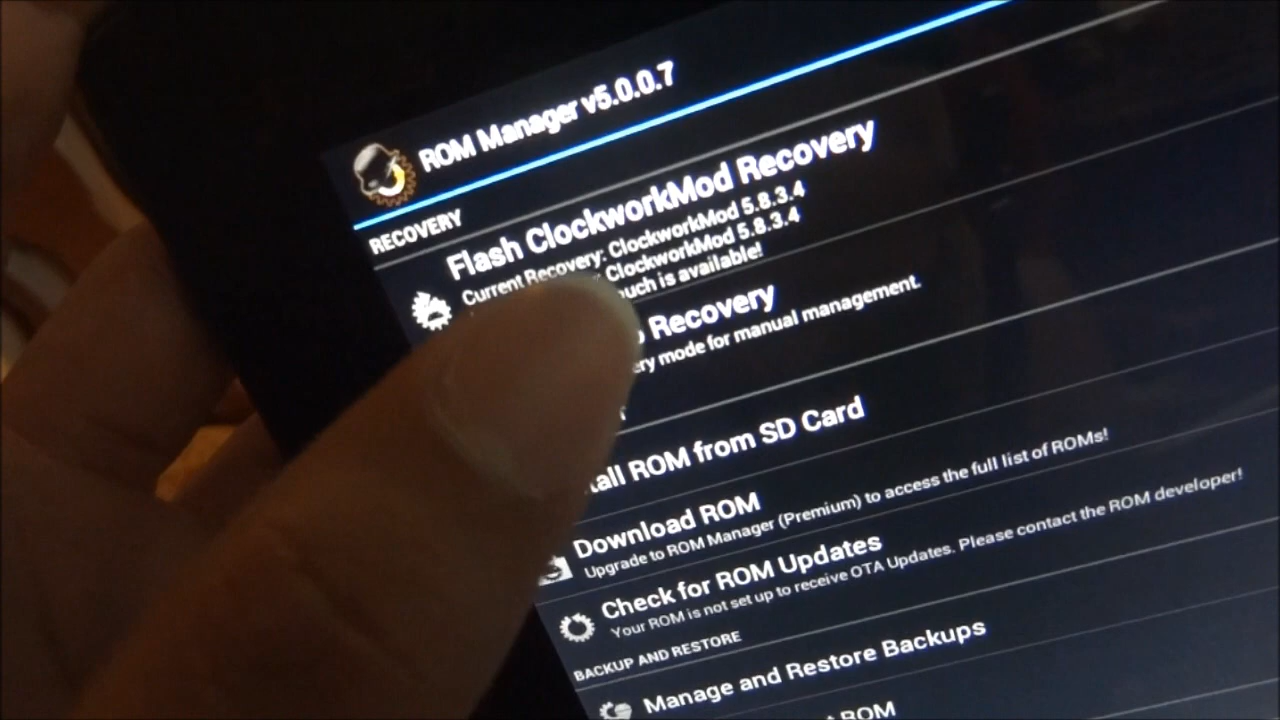 ROM Manager v5.0.0.7
RECOVERY
Flash ClockworkMod Recovery
Current Recovery: ClockworkMod 5.8.3.4
ClockworkMod 5.8.3.4
is available!
Recovery
mode for manual management.
ROM from SD Card
Download ROM
Upgrade to ROM Manager (Premium) to access the full list of ROMs!
Check for ROM Updates
Your ROM is not set up to receive OTA Updates. Please contact the ROM developer!
BACKUP AND RESTORE
Manage and Restore Backups
ROM